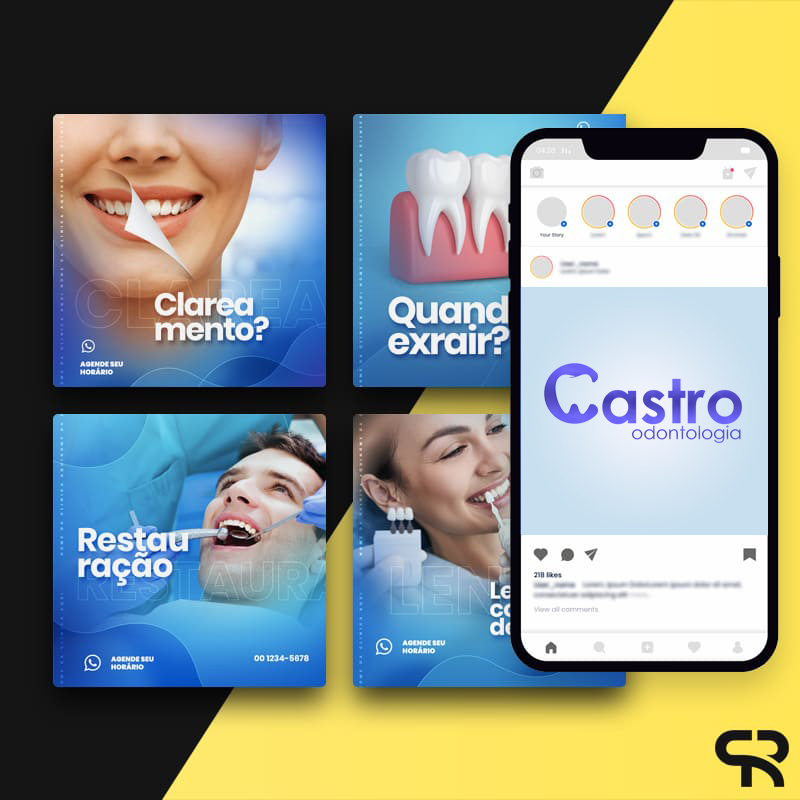 CLAREA
Clarea
mento?
AGENDE SEU
HORÁRIO
Quand
exrair?
RESTAURA
Restau
ração
AGENDE SEU
HORÁRIO
00 1234-5678
LEN
Le
co
de
AGENDE SEU
HORÁRIO
Your Story
Castro
odontologia
218 likes
View all comments
SR